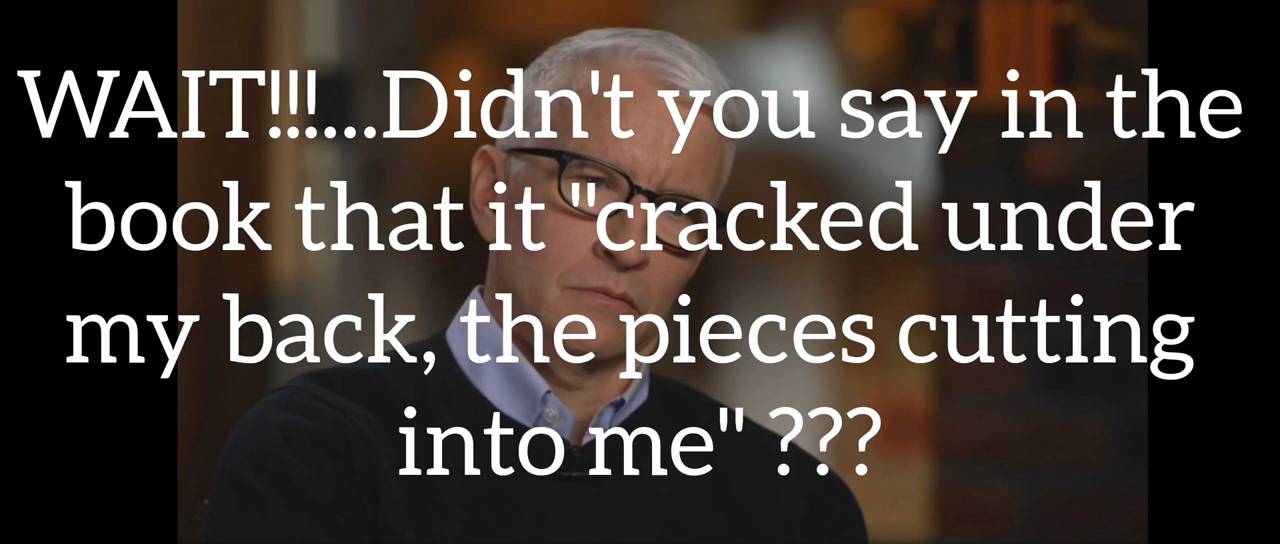 WAIT!!!...Didn't you say in the
book that it "cracked under
my back, the pieces cutting
into me" ???